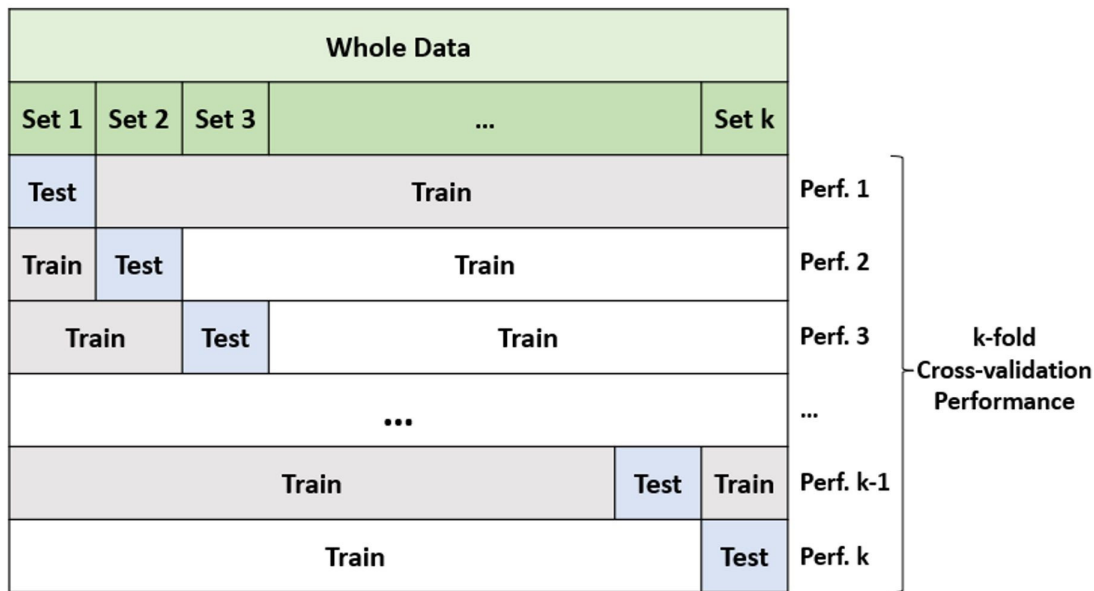 Whole Data
Set 1 Set 2 Set 3 ... Set k
Test Train Perf. 1
Train Test Train Perf. 2
Train Test Train Perf. 3
... ...
Train Test Train Perf. k-1
Train Test Perf. k
k-fold
Cross-validation
Performance